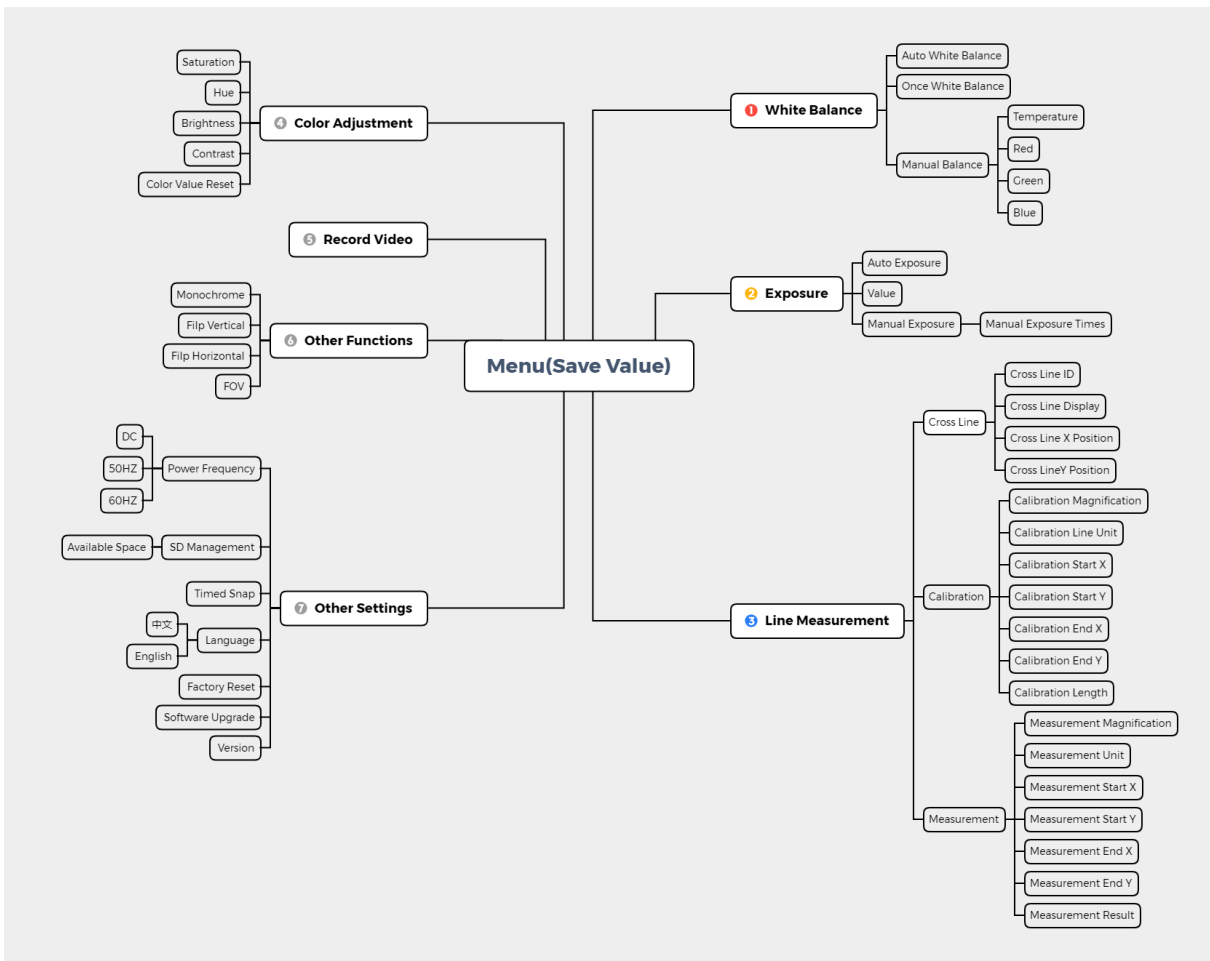 Menu(Save Value)
❶ White Balance
Auto White Balance
Once White Balance
Manual Balance
Temperature
Red
Green
Blue
❷ Exposure
Auto Exposure
Value
Manual Exposure
Manual Exposure Times
❸ Line Measurement
Cross Line
Cross Line ID
Cross Line Display
Cross Line X Position
Cross LineY Position
Calibration
Calibration Magnification
Calibration Line Unit
Calibration Start X
Calibration Start Y
Calibration End X
Calibration End Y
Calibration Length
Measurement
Measurement Magnification
Measurement Unit
Measurement Start X
Measurement Start Y
Measurement End X
Measurement End Y
Measurement Result
❹ Color Adjustment
Saturation
Hue
Brightness
Contrast
Color Value Reset
❺ Record Video
❻ Other Functions
Monochrome
Filp Vertical
Filp Horizontal
FOV
❼ Other Settings
Power Frequency
DC
50HZ
60HZ
SD Management
Available Space
Timed Snap
Language
中文
English
Factory Reset
Software Upgrade
Version